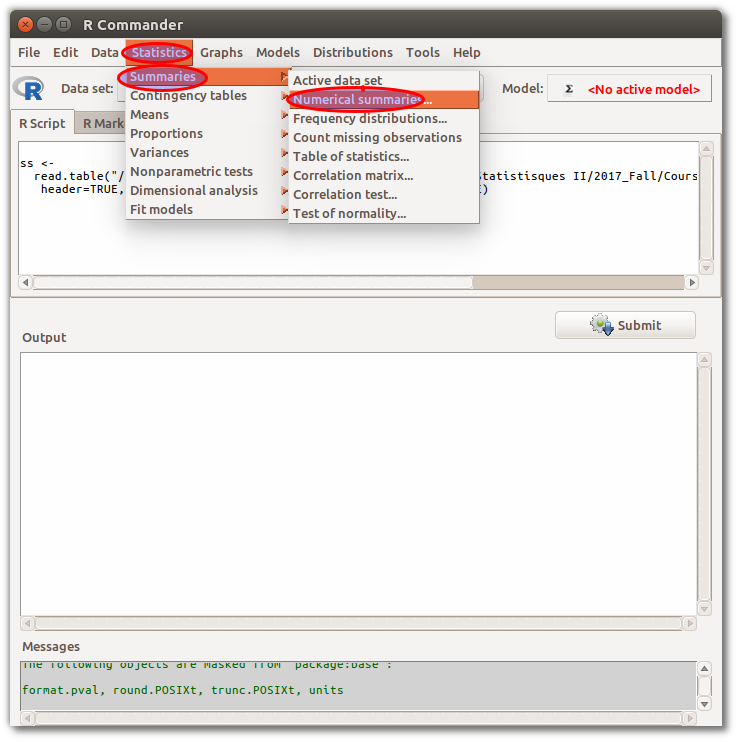 R Commander
File Edit Data Statistics Graphs Models Distributions Tools Help
R Data set: Model: Σ <No active model>
Summaries
Contingency tables
Means
Proportions
Variances
Nonparametric tests
Dimensional analysis
Fit models
Active data set
Numerical summaries...
Frequency distributions...
Count missing observations
Table of statistics...
Correlation matrix...
Correlation test...
Test of normality...
R Script R Mark
ss <-
read.table("/ Statistisques II/2017_Fall/Cours
header=TRUE, )
Submit
Output
Messages
The following objects are masked from ‘package:base’:
format.pval, round.POSIXt, trunc.POSIXt, units